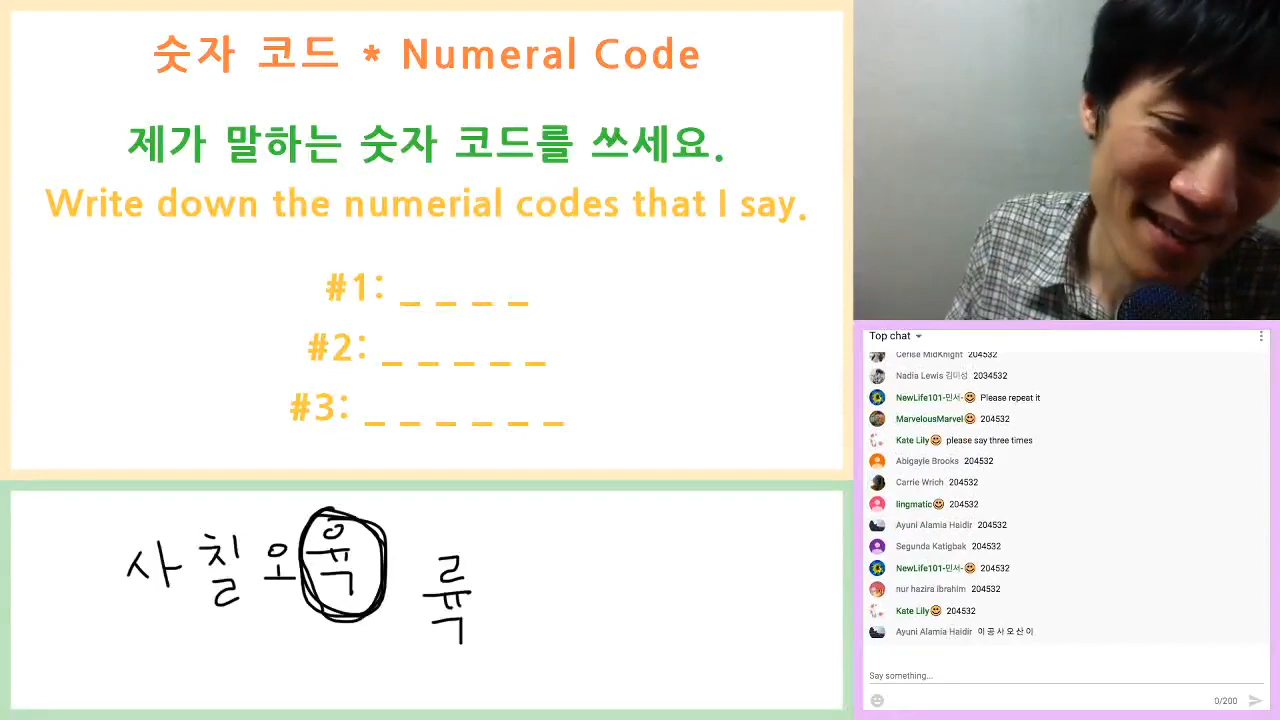 숫자 코드 * Numeral Code
제가 말하는 숫자 코드를 쓰세요.
Write down the numerial codes that I say.
#1: _ _ _ _
#2: _ _ _ _ _
#3: _ _ _ _ _ _
사 칠 오 육 륙
Top chat
Cerise MidKnight 204532
Nadia Lewis 김미성 2034532
NewLife101-민서- Please repeat it
MarvelousMarvel 204532
Kate Lily please say three times
Abigayle Brooks 204532
Carrie Wrich 204532
lingmatic 204532
Ayuni Alamia Haidir 204532
Segunda Katigbak 204532
NewLife101-민서- 204532
nur hazira ibrahim 204532
Kate Lily 204532
Ayuni Alamia Haidir 이 공 사 오 산 이
Say something...
0/200